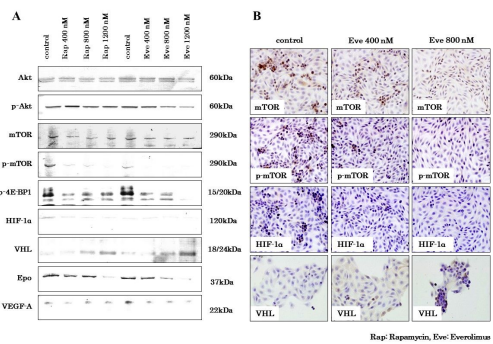 A
control
Rap 400 nM
Rap 800 nM
Rap 1200 nM
control
Eve 400 nM
Eve 800 nM
Eve 1200 nM
Akt 60kDa
p-Akt 60kDa
mTOR 290kDa
p-mTOR 290kDa
p-4E-BP1 15/20kDa
HIF-1α 120kDa
VHL 18/24kDa
Epo 37kDa
VEGF-A 22kDa
B
control Eve 400 nM Eve 800 nM
mTOR mTOR mTOR
p-mTOR p-mTOR p-mTOR
HIF-1α HIF-1α HIF-1α
VHL VHL VHL
Rap: Rapamycin, Eve: Everolimus